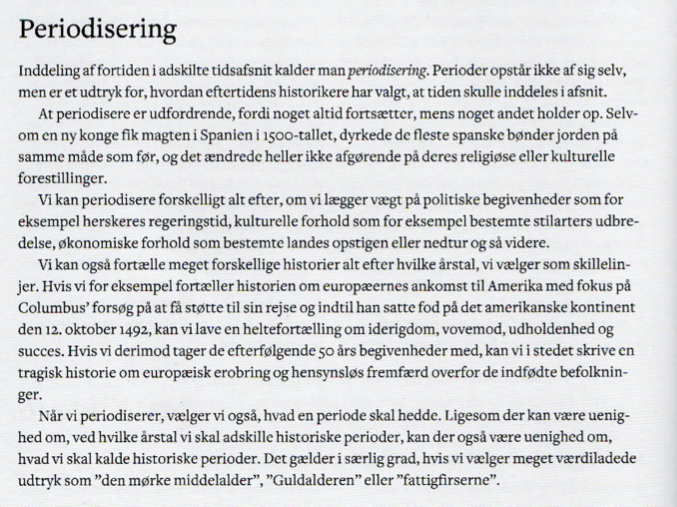 Periodisering
Inddeling af fortiden i adskilte tidsafsnit kalder man periodisering. Perioder opstår ikke af sig selv,
men er et udtryk for, hvordan eftertidens historikere har valgt, at tiden skulle inddeles i afsnit.
At periodisere er udfordrende, fordi noget altid fortsætter, mens noget andet holder op. Selv-
om en ny konge fik magten i Spanien i 1500-tallet, dyrkede de fleste spanske bønder jorden på
samme måde som før, og det ændrede heller ikke afgørende på deres religiøse eller kulturelle
forestillinger.
Vi kan periodisere forskelligt alt efter, om vi lægger vægt på politiske begivenheder som for
eksempel herskeres regeringstid, kulturelle forhold som for eksempel bestemte stilarters udbre-
delse, økonomiske forhold som bestemte landes opstigen eller nedtur og så videre.
Vi kan også fortælle meget forskellige historier alt efter hvilke årstal, vi vælger som skillelin-
jer. Hvis vi for eksempel fortæller historien om europæernes ankomst til Amerika med fokus på
Columbus’ forsøg på at få støtte til sin rejse og indtil han satte fod på det amerikanske kontinent
den 12. oktober 1492, kan vi lave en heltefortælling om iderigdom, vovemod, udholdenhed og
succes. Hvis vi derimod tager de efterfølgende 50 års begivenheder med, kan vi i stedet skrive en
tragisk historie om europæisk erobring og hensynsløs fremfærd overfor de indfødte befolknin-
ger.
Når vi periodiserer, vælger vi også, hvad en periode skal hedde. Ligesom der kan være uenig-
hed om, ved hvilke årstal vi skal adskille historiske perioder, kan der også være uenighed om,
hvad vi skal kalde historiske perioder. Det gælder i særlig grad, hvis vi vælger meget værdiladede
udtryk som ”den mørke middelalder”, ”Guldalderen” eller ”fattigfirserne”.